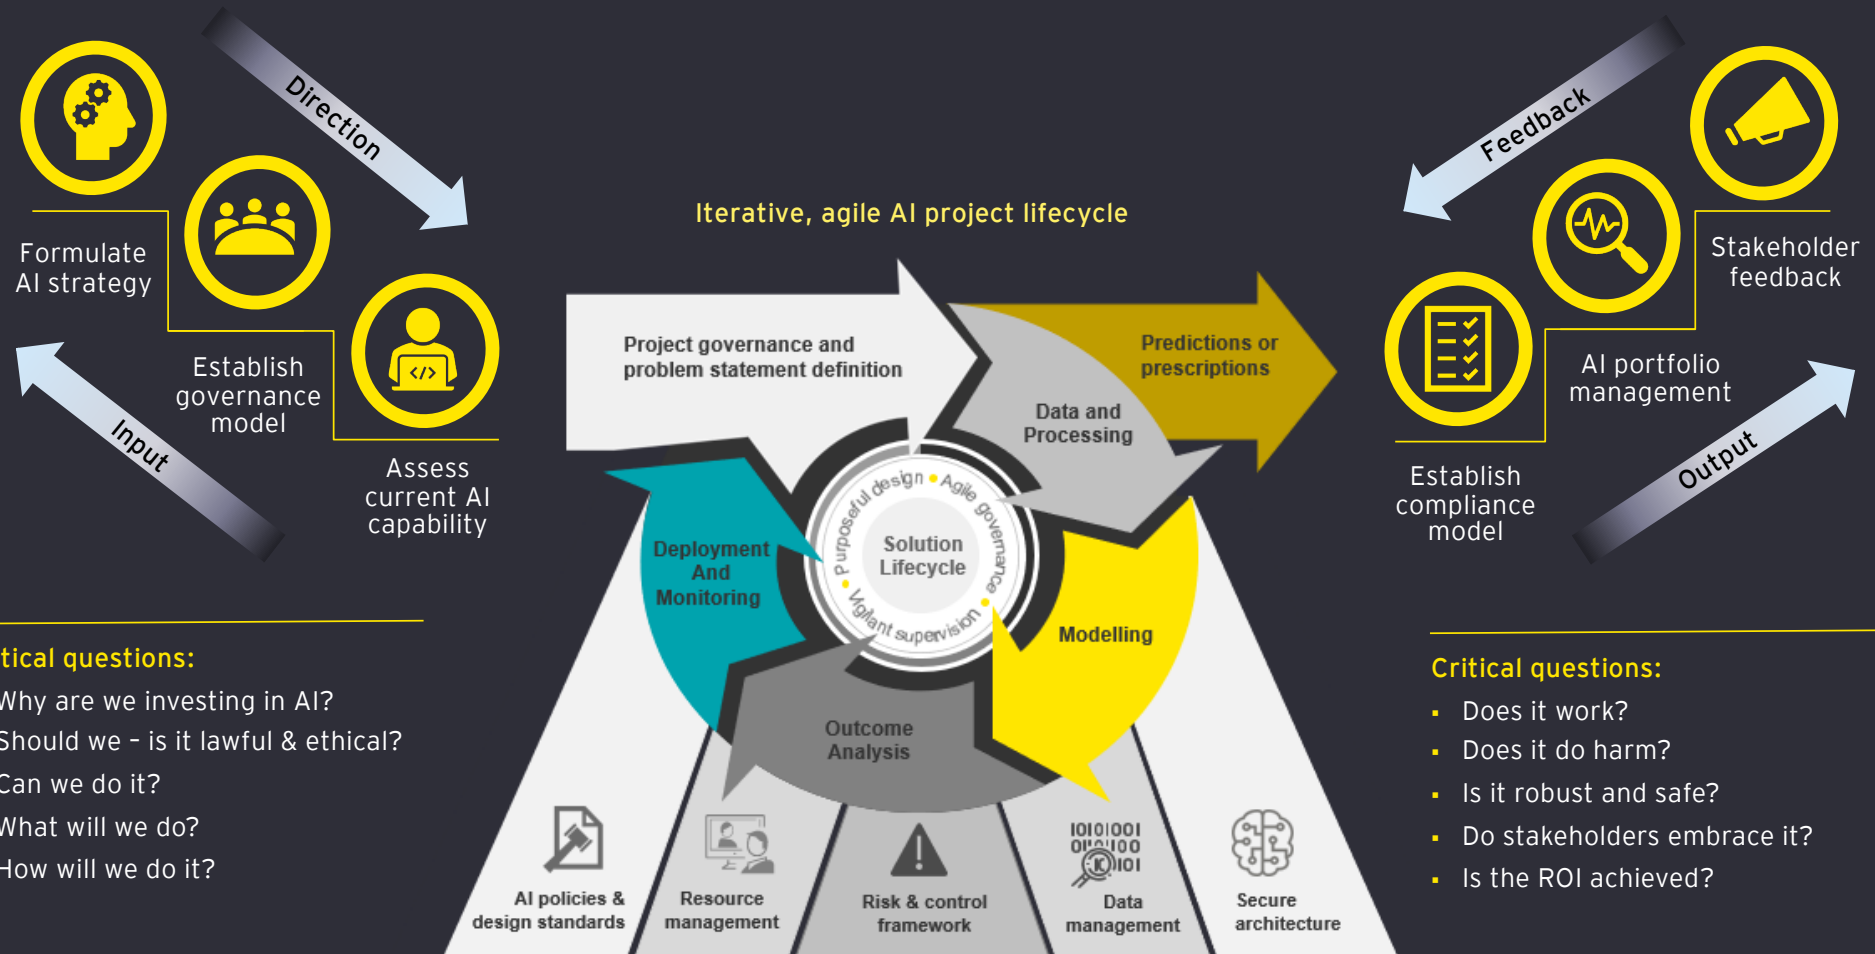 Direction
Formulate
AI strategy
Establish
governance
model
Assess
current AI
capability
Input
tical questions:
Why are we investing in AI?
Should we – is it lawful & ethical?
Can we do it?
What will we do?
How will we do it?
Iterative, agile AI project lifecycle
Project governance and
problem statement definition
Predictions or
prescriptions
Data and
Processing
Modelling
Outcome
Analysis
Deployment
And
Monitoring
Purposeful design • Agile governance • Vigilant supervision •
Solution
Lifecycle
AI policies &
design standards
Resource
management
Risk & control
framework
Data
management
Secure
architecture
Feedback
Stakeholder
feedback
AI portfolio
management
Establish
compliance
model
Output
Critical questions:
▪ Does it work?
▪ Does it do harm?
▪ Is it robust and safe?
▪ Do stakeholders embrace it?
▪ Is the ROI achieved?